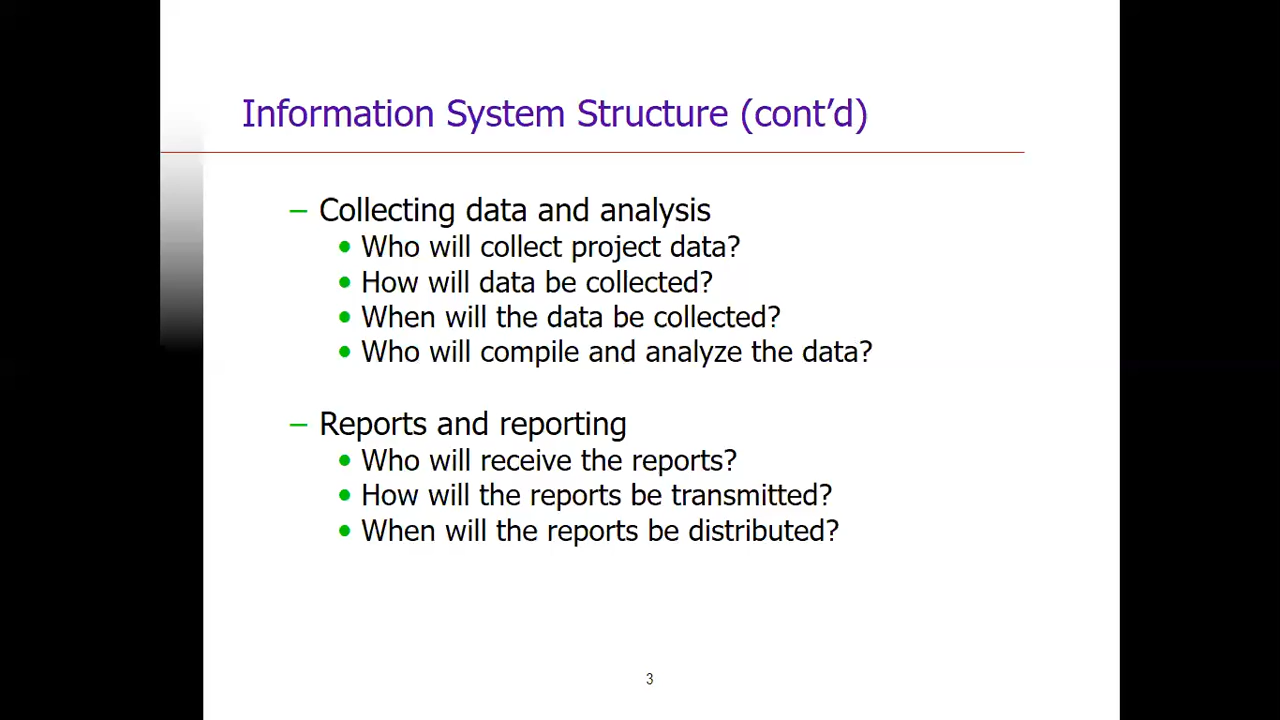 Information System Structure (cont’d)
– Collecting data and analysis
• Who will collect project data?
• How will data be collected?
• When will the data be collected?
• Who will compile and analyze the data?
– Reports and reporting
• Who will receive the reports?
• How will the reports be transmitted?
• When will the reports be distributed?
3